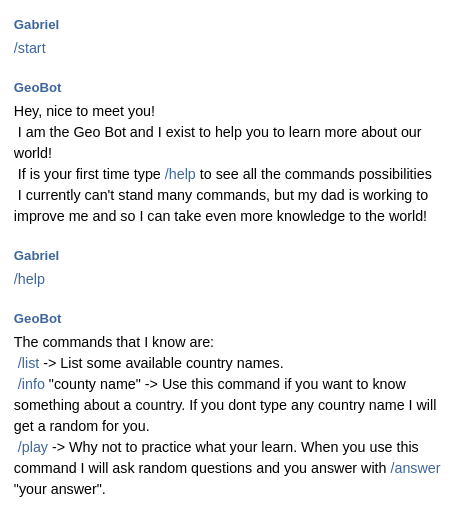 Gabriel
/start
GeoBot
Hey, nice to meet you!
I am the Geo Bot and I exist to help you to learn more about our
world!
If is your first time type /help to see all the commands possibilities
I currently can't stand many commands, but my dad is working to
improve me and so I can take even more knowledge to the world!
Gabriel
/help
GeoBot
The commands that I know are:
/list -> List some available country names.
/info "county name" -> Use this command if you want to know
something about a country. If you dont type any country name I will
get a random for you.
/play -> Why not to practice what your learn. When you use this
command I will ask random questions and you answer with /answer
"your answer".